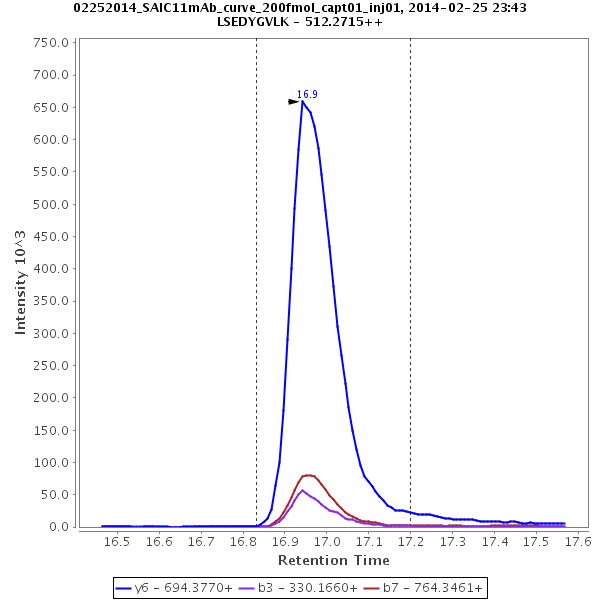 02252014_SAIC11mAb_curve_200fmol_capt01_inj01, 2014-02-25 23:43
LSEDYGVLK - 512.2715++
750.0
700.0
650.0
600.0
550.0
500.0
450.0
400.0
350.0
300.0
250.0
200.0
150.0
100.0
50.0
0.0
Intensity 10^3
16.9
16.5 16.6 16.7 16.8 16.9 17.0 17.1 17.2 17.3 17.4 17.5 17.6
Retention Time
y6 - 694.3770+ b3 - 330.1660+ b7 - 764.3461+